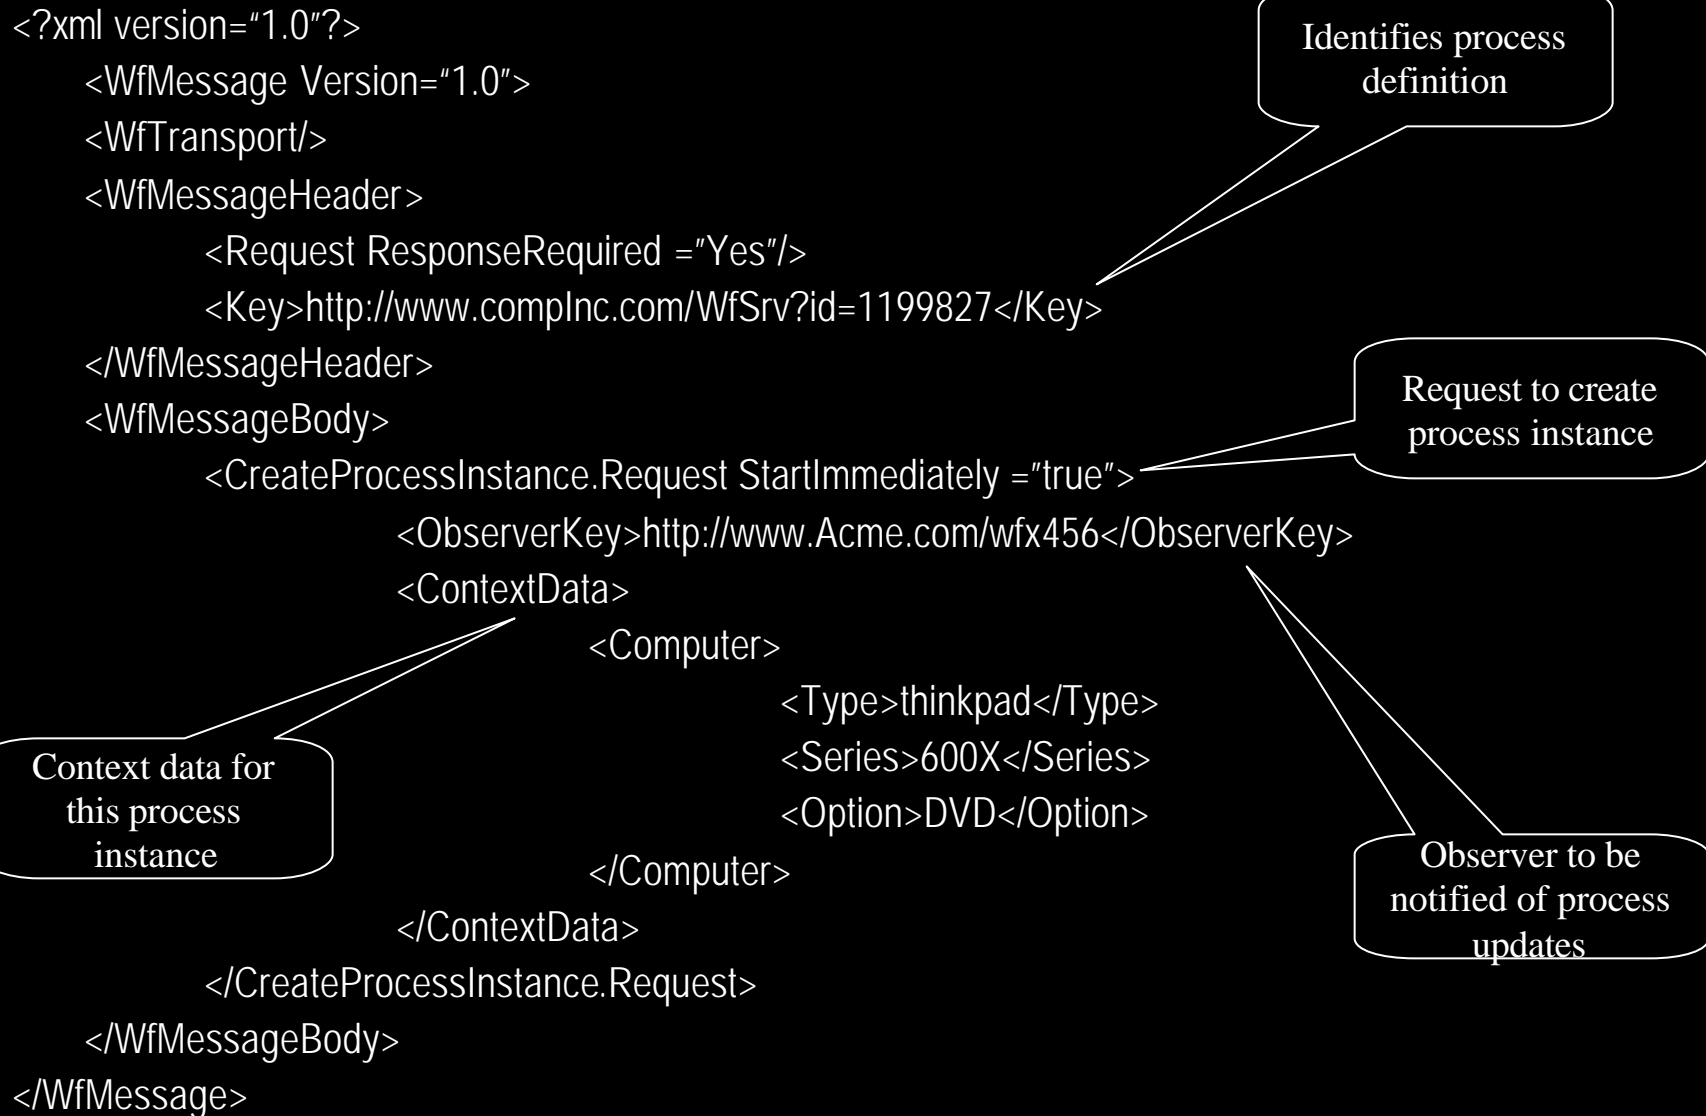 <?xml version=“1.0”?>
<WfMessage Version=“1.0”>
<WfTransport/>
<WfMessageHeader>
<Request ResponseRequired =”Yes”/>
<Key>http://www.compInc.com/WfSrv?id=1199827</Key>
</WfMessageHeader>
<WfMessageBody>
<CreateProcessInstance.Request StartImmediately =”true”>
<ObserverKey>http://www.Acme.com/wfx456</ObserverKey>
<ContextData>
<Computer>
<Type>thinkpad</Type>
<Series>600X</Series>
<Option>DVD</Option>
</Computer>
</ContextData>
</CreateProcessInstance.Request>
</WfMessageBody>
</WfMessage>
Identifies process
definition
Request to create
process instance
Context data for
this process
instance
Observer to be
notified of process
updates